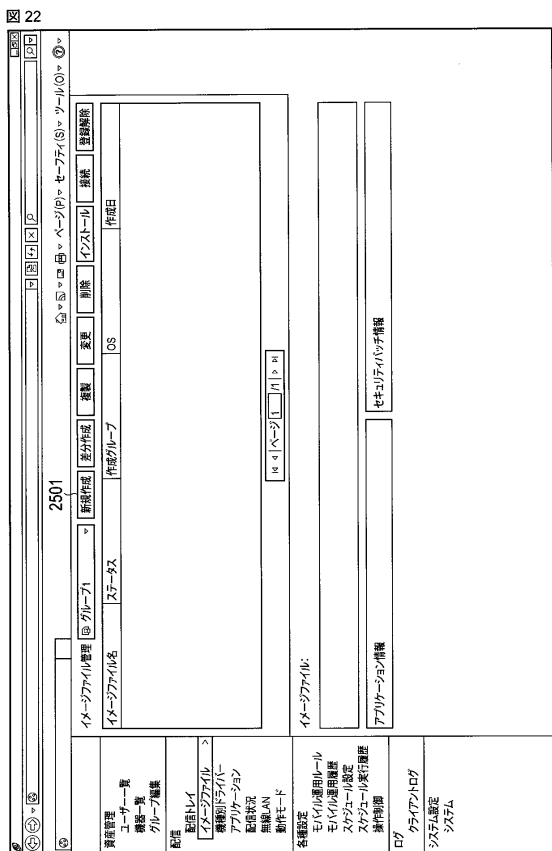 図 22
ページ(P) セーフティ(S) ツール(O)
2501
資産管理
ユーザー一覧
機器一覧
グループ編集
配信
配信トレイ
イメージファイル >
機種別ドライバー
アプリケーション
配信状況
無線LAN
動作モード
各種設定
モバイル運用ルール
モバイル運用履歴
スケジュール設定
スケジュール実行履歴
操作制御
ログ
クライアントログ
システム設定
システム
イメージファイル管理 グループ1 新規作成 差分作成 複製 変更 削除 インストール 接続 登録解除
イメージファイル名 ステータス 作成グループ OS 作成日
ページ 1 /1
イメージファイル:
アプリケーション情報 セキュリティパッチ情報